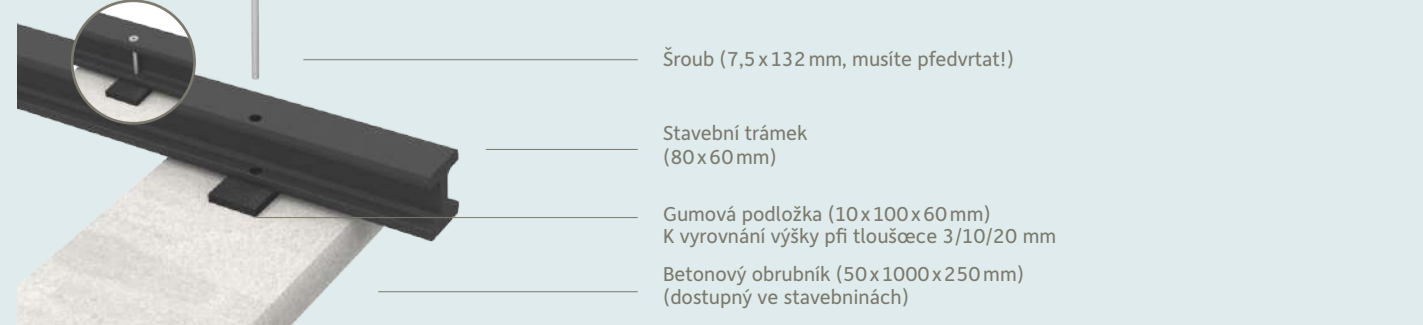 Šroub (7,5 x 132 mm, musíte pfiedvrtat!)
Stavební trámek
(80 x 60 mm)
Gumová podložka (10 x 100 x 60 mm)
K vyrovnání výšky pfii tloušœce 3/10/20 mm
Betonový obrubník (50 x 1000 x 250 mm)
(dostupný ve stavebninách)